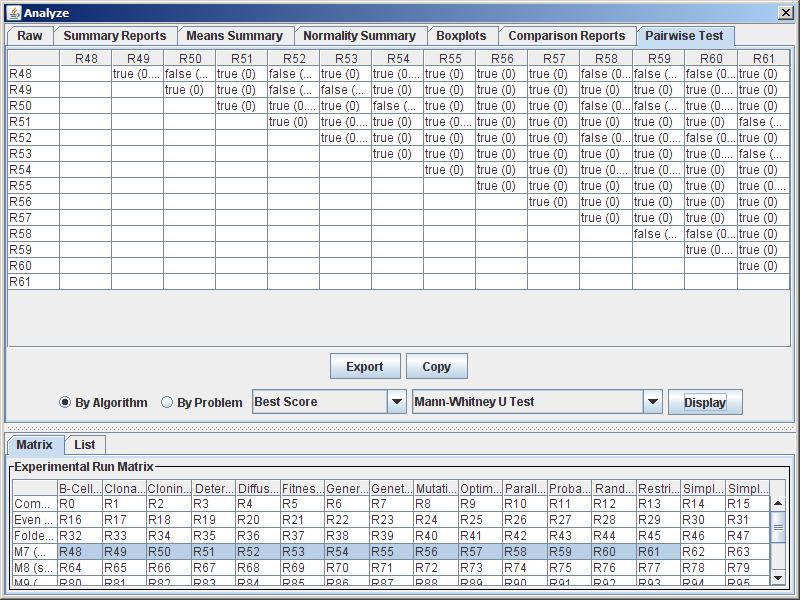 Analyze
Raw Summary Reports Means Summary Normality Summary Boxplots Comparison Reports Pairwise Test
R48 R49 R50 R51 R52 R53 R54 R55 R56 R57 R58 R59 R60 R61
R48 true (0.... false (... true (0) false (... true (0) true (0.... true (0) true (0) true (0) false (0... false (... true (0.... true (0)
R49 true (0) true (0) false (... false (... true (0) true (0) true (0) true (0) false (0... true (0) true (0) true (0)
R50 true (0) true (0.... true (0) false (... true (0) true (0) true (0) true (0.... true (0) true (0.... true (0)
R51 true (0) true (0.... true (0) true (0) true (0) true (0) true (0) true (0) true (0) false (...
R52 true (0.... true (0) true (0) true (0) true (0) false (0... true (0) false (0... true (0)
R53 true (0) true (0) true (0) true (0) true (0) true (0) true (0.... false (...
R54 true (0) true (0) true (0) true (0) true (0.... true (0.... true (0)
R55 true (0) true (0) true (0) true (0) true (0) true (0....
R56 true (0) true (0) true (0) true (0) true (0)
R57 true (0) true (0) true (0) true (0)
R58 false (... false (0... true (0)
R59 true (0.... true (0)
R60 true (0)
R61
Export Copy
By Algorithm By Problem Best Score Mann-Whitney U Test Display
Matrix List
Experimental Run Matrix
B-Cell... Clona... Clonin... Deter... Diffus... Fitnes... Gener... Genet... Mutati... Optim... Parall... Proba... Rand... Restri... Simpl... Simpl...
Com... R0 R1 R2 R3 R4 R5 R6 R7 R8 R9 R10 R11 R12 R13 R14 R15
Even ... R16 R17 R18 R19 R20 R21 R22 R23 R24 R25 R26 R27 R28 R29 R30 R31
Folde... R32 R33 R34 R35 R36 R37 R38 R39 R40 R41 R42 R43 R44 R45 R46 R47
M7 (... R48 R49 R50 R51 R52 R53 R54 R55 R56 R57 R58 R59 R60 R61 R62 R63
M8 (s... R64 R65 R66 R67 R68 R69 R70 R71 R72 R73 R74 R75 R76 R77 R78 R79
M9 (... R80 R81 R82 R83 R84 R85 R86 R87 R88 R89 R90 R91 R92 R93 R94 R95